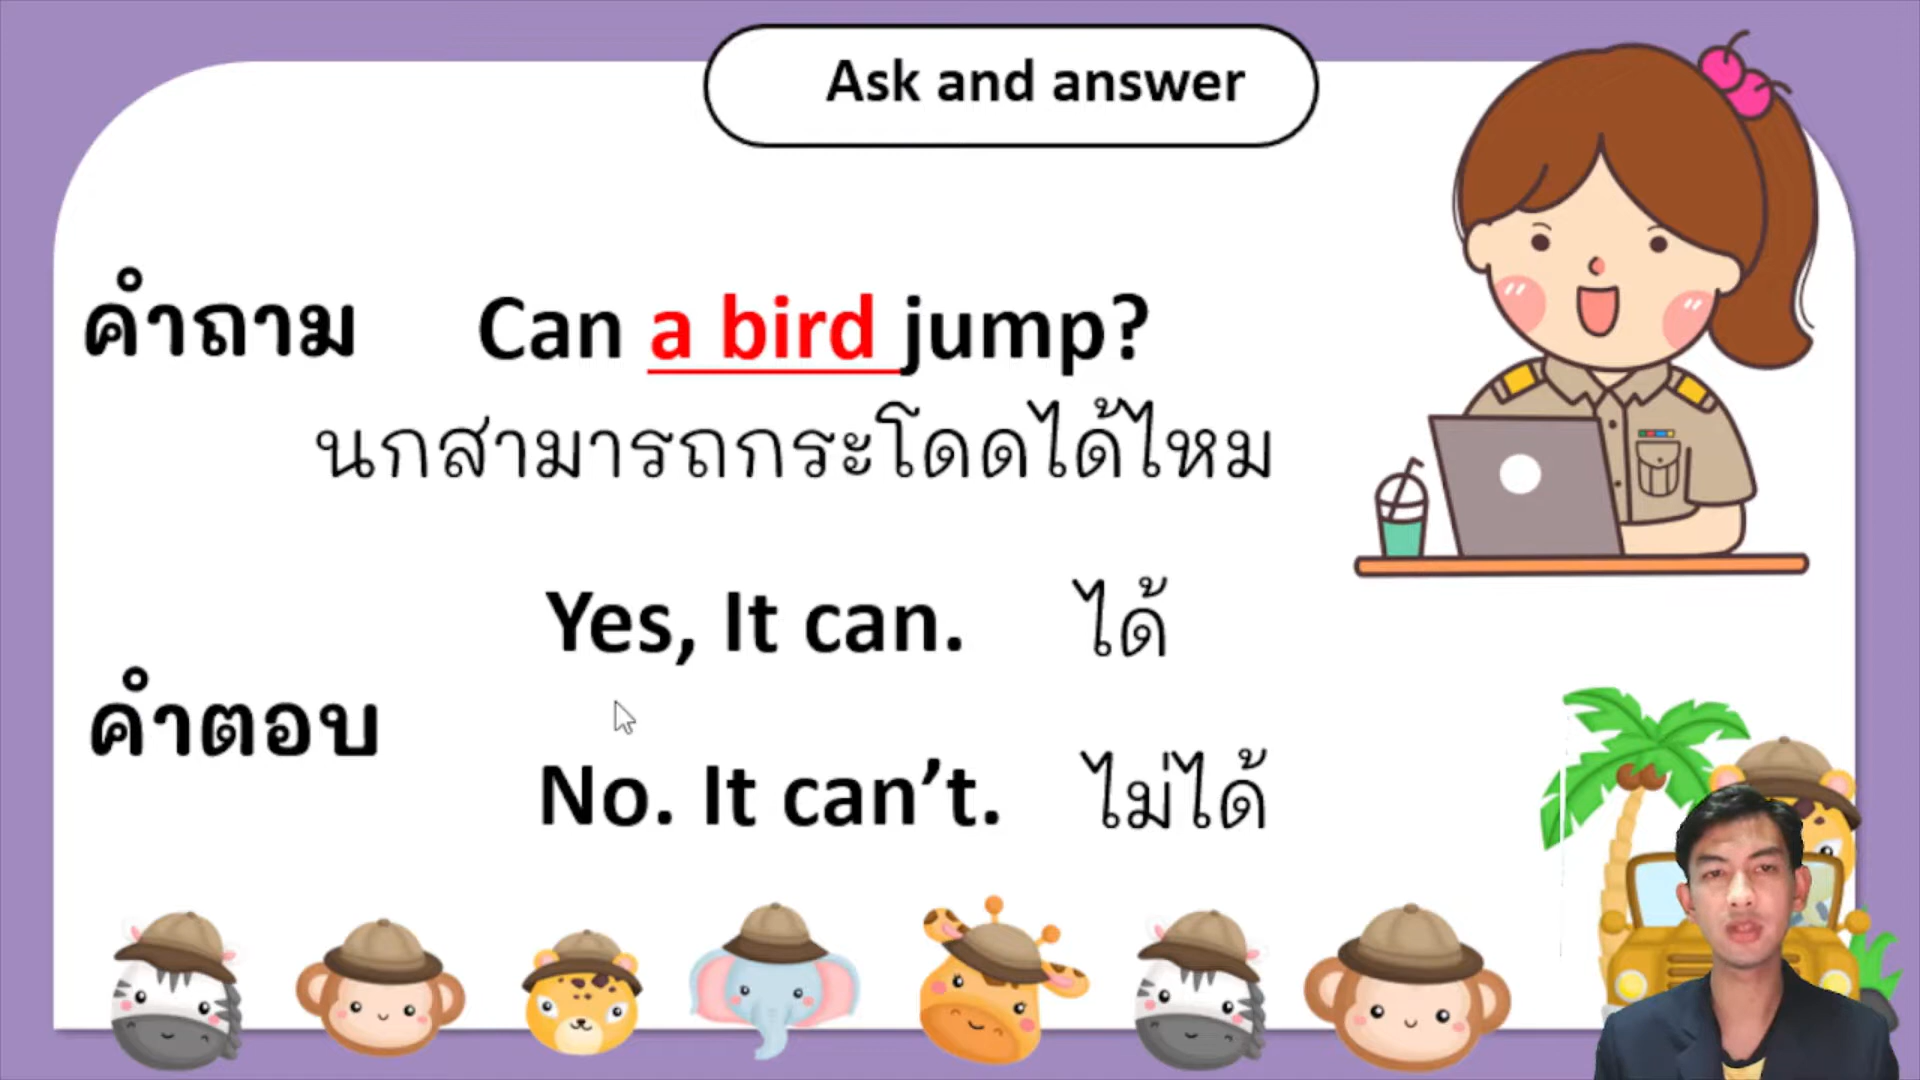 Ask and answer
คำถาม Can a bird jump?
นกสามารถกระโดดได้ไหม
Yes, It can. ได้
คำตอบ
No. It can’t. ไม่ได้